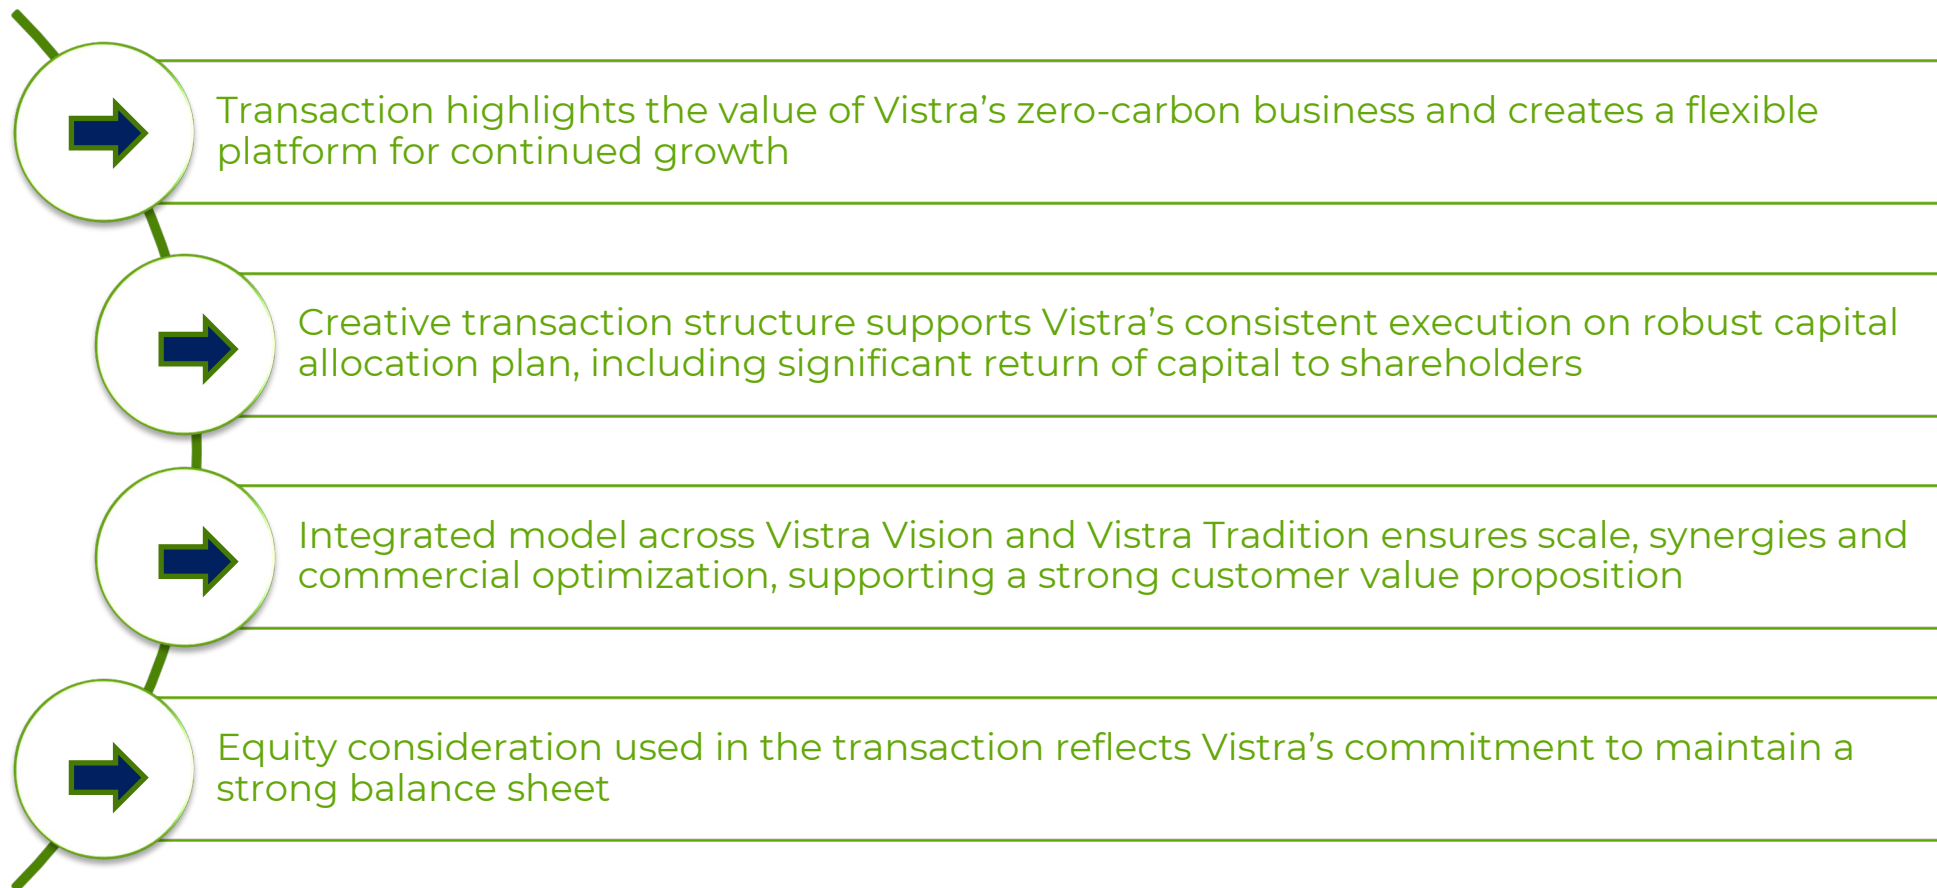 Transaction highlights the value of Vistra’s zero-carbon business and creates a flexible
platform for continued growth
Creative transaction structure supports Vistra’s consistent execution on robust capital
allocation plan, including significant return of capital to shareholders
Integrated model across Vistra Vision and Vistra Tradition ensures scale, synergies and
commercial optimization, supporting a strong customer value proposition
Equity consideration used in the transaction reflects Vistra’s commitment to maintain a
strong balance sheet